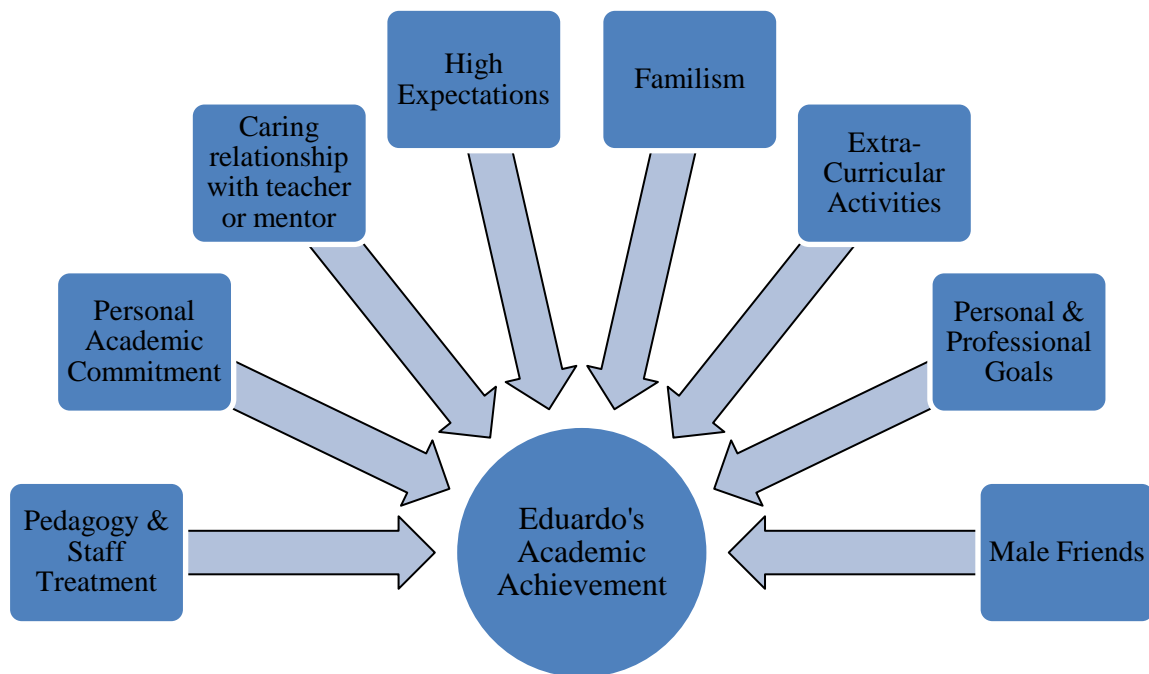 High
Expectations
Familism
Caring
relationship
with teacher
or mentor
Extra-
Curricular
Activities
Personal
Academic
Commitment
Personal &
Professional
Goals
Pedagogy &
Staff
Treatment
Eduardo's
Academic
Achievement
Male Friends